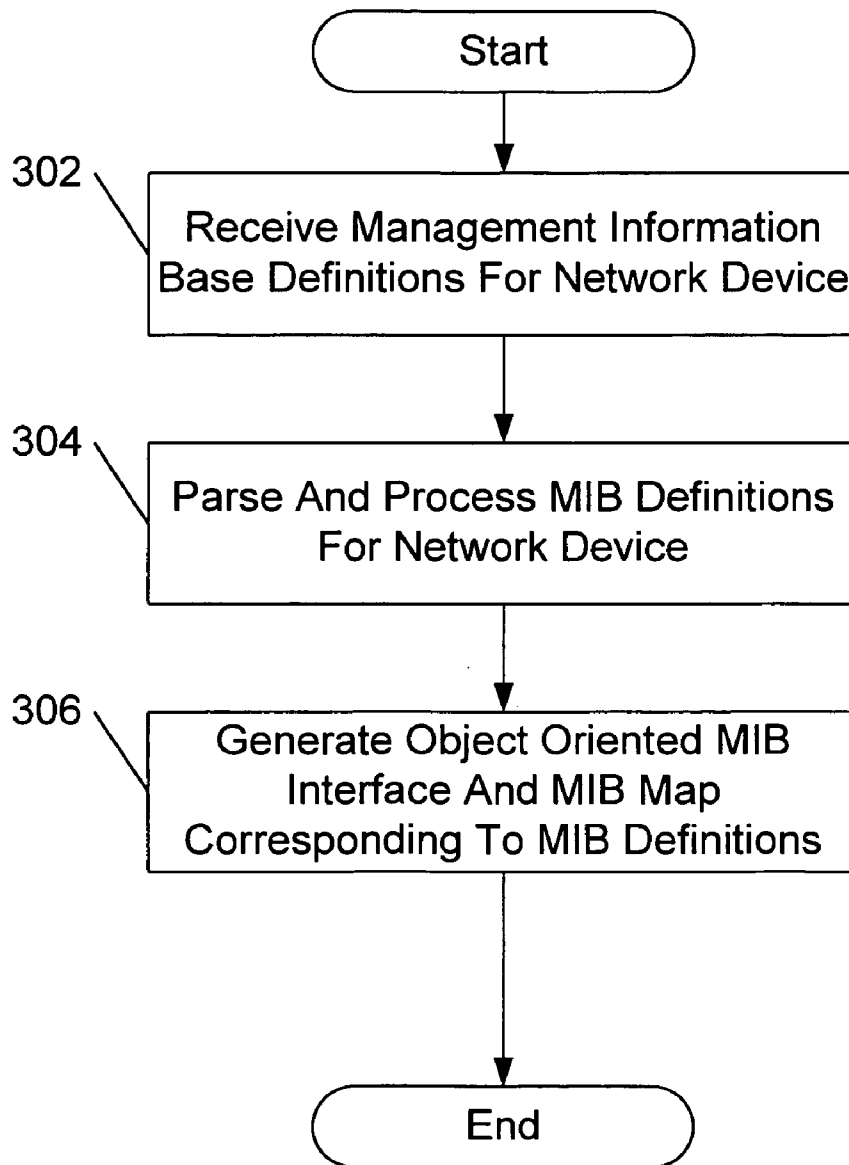 Start
302
Receive Management Information
Base Definitions For Network Device
304
Parse And Process MIB Definitions
For Network Device
306
Generate Object Oriented MIB
Interface And MIB Map
Corresponding To MIB Definitions
End